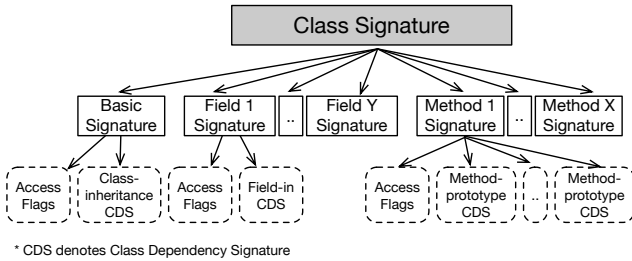 Class Signature
Basic
Signature
Field 1
Signature
..
Field Y
Signature
Method 1
Signature
..
Method X
Signature
Access
Flags
Class-
inheritance
CDS
Access
Flags
Field-in
CDS
Access
Flags
Method-
prototype
CDS
..
Method-
prototype
CDS
* CDS denotes Class Dependency Signature